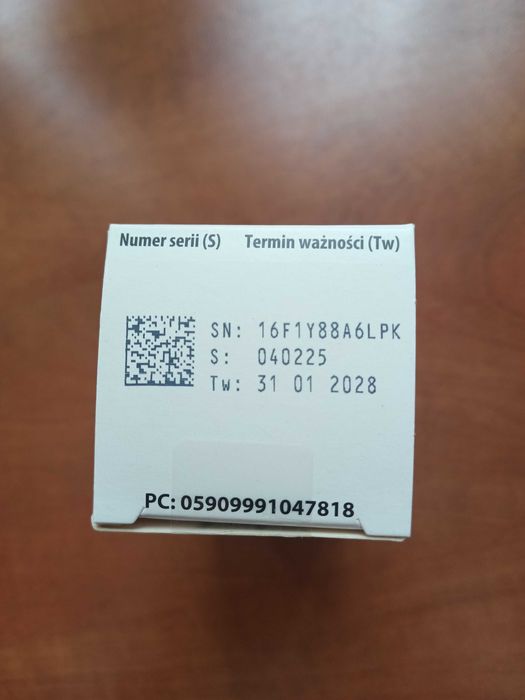 Numer serii (S) Termin ważności (Tw)
SN: 16F1Y88A6LPK
S: 040225
Tw: 31 01 2028
PC: 05909991047818